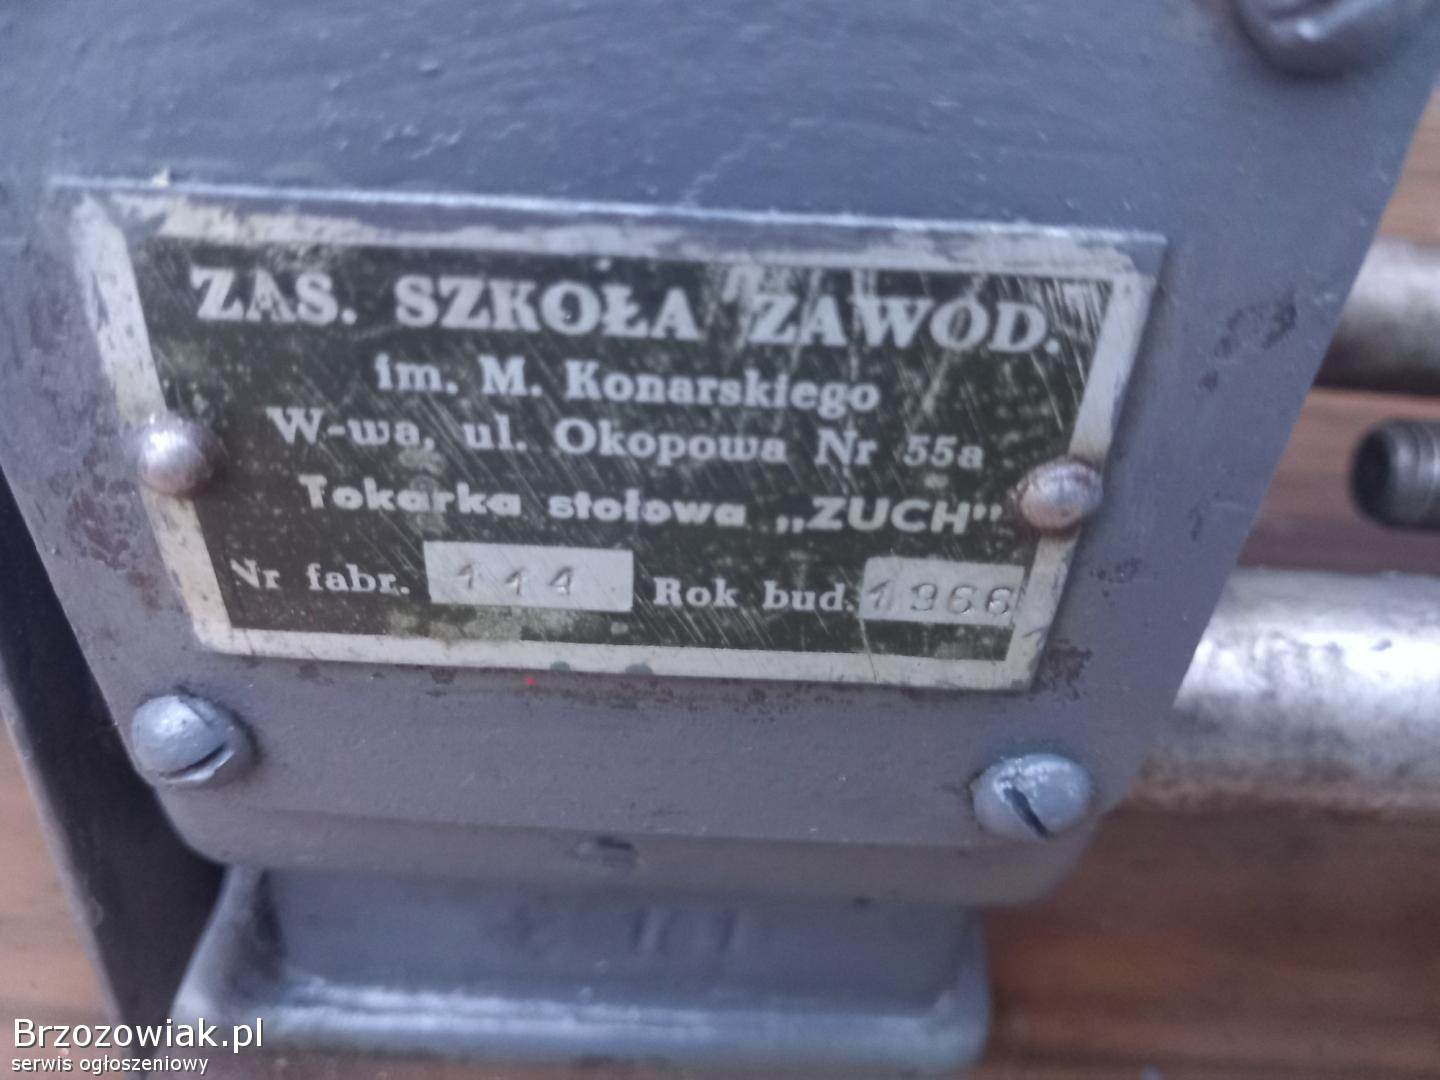 ZAS. SZKOŁA ZAWOD.
im. M. Konarskiego
W-wa, ul. Okopowa Nr 55a
Tokarka stołowa „ZUCH"
Nr fabr. 111 Rok bud. 1966
Brzozowiak.pl
serwis ogłoszeniowy